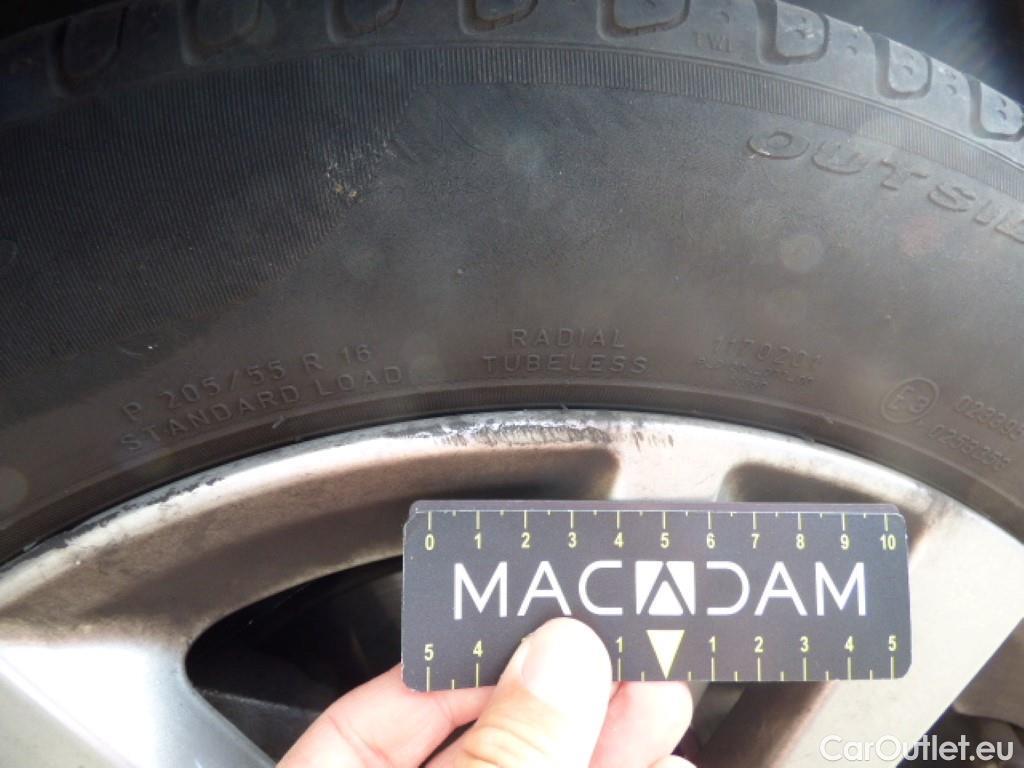 TWI
OUTSI
RADIAL
TUBELESS
P 205/55 R 16
STANDARD LOAD
1170201
E3
0 1 2 3 4 5 6 7 8 9 10
MACADAM
5 4 1 1 2 3 4 5
CarOutlet.eu